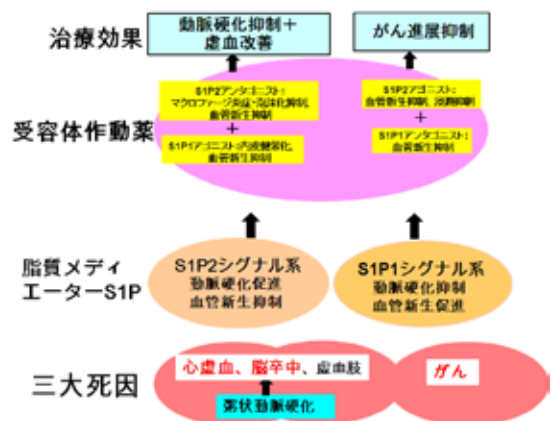 治療効果
動脈硬化抑制＋
虚血改善
がん進展抑制
受容体作動薬
S1P2アンタゴニスト:
マクロファージ炎症・泡沫化抑制,
血管新生抑制
+
S1P1アゴニスト:内皮健常化,
血管新生抑制
S1P2アゴニスト:
血管新生抑制,
+
S1P1アンタゴニスト:
血管新生抑制
脂質メディ
エーターS1P
S1P2シグナル系
動脈硬化促進
血管新生抑制
S1P1シグナル系
動脈硬化抑制
血管新生促進
三大死因
心虚血、脳卒中、虚血肢
がん
粥状動脈硬化